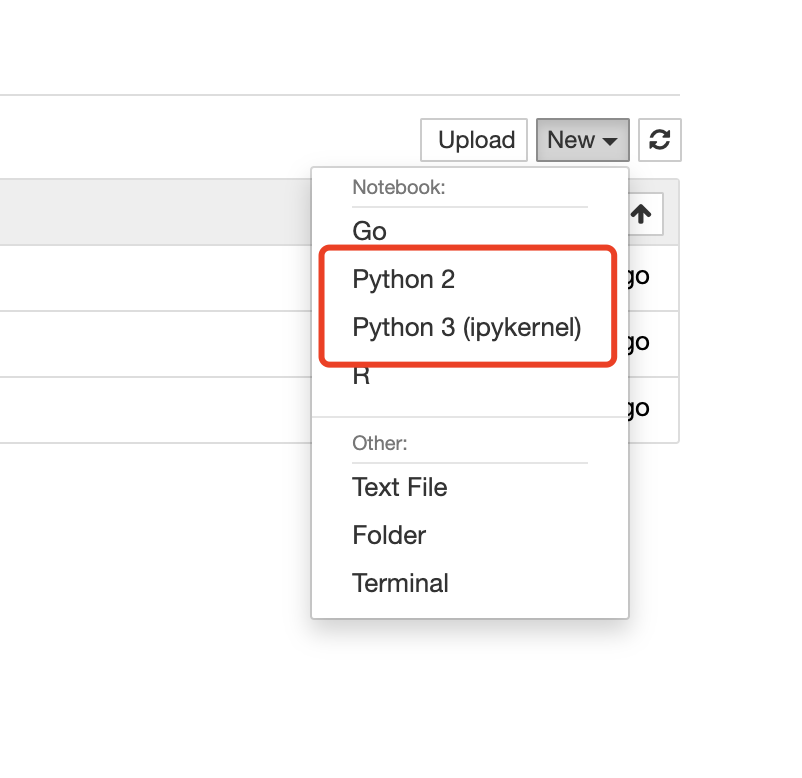 Upload New
Notebook:
Go
Python 2
go
Python 3 (ipykernel)
go
R
go
Other:
Text File
Folder
Terminal